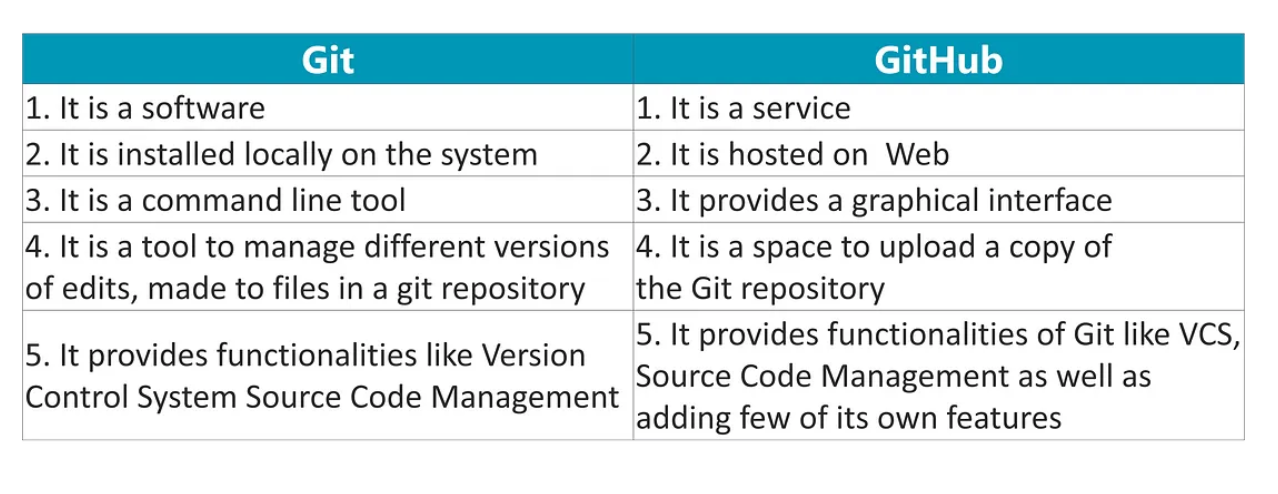 Git
GitHub
1. It is a software
1. It is a service
2. It is installed locally on the system
2. It is hosted on  Web
3. It is a command line tool
3. It provides a graphical interface
4. It is a tool to manage different versions
of edits, made to files in a git repository
4. It is a space to upload a copy of
the Git repository
5. It provides functionalities like Version
Control System Source Code Management
5. It provides functionalities of Git like VCS,
Source Code Management as well as
adding few of its own features